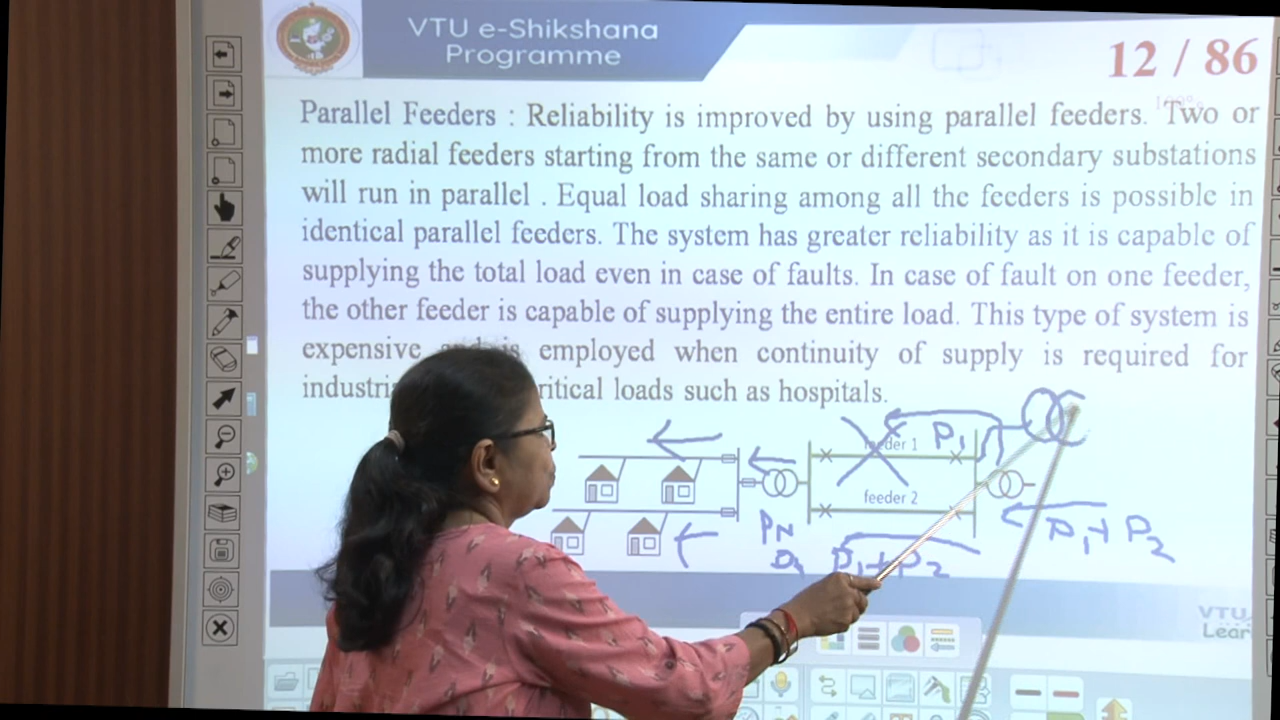 VTU e-Shikshana
Programme
12 / 86
Parallel Feeders : Reliability is improved by using parallel feeders. Two or
more radial feeders starting from the same or different secondary substations
will run in parallel . Equal load sharing among all the feeders is possible in
identical parallel feeders. The system has greater reliability as it is capable of
supplying the total load even in case of faults. In case of fault on one feeder,
the other feeder is capable of supplying the entire load. This type of system is
expensive is employed when continuity of supply is required for
loads such as hospitals.
P1
feeder 2
P1+ P2
P1+P2
VTU